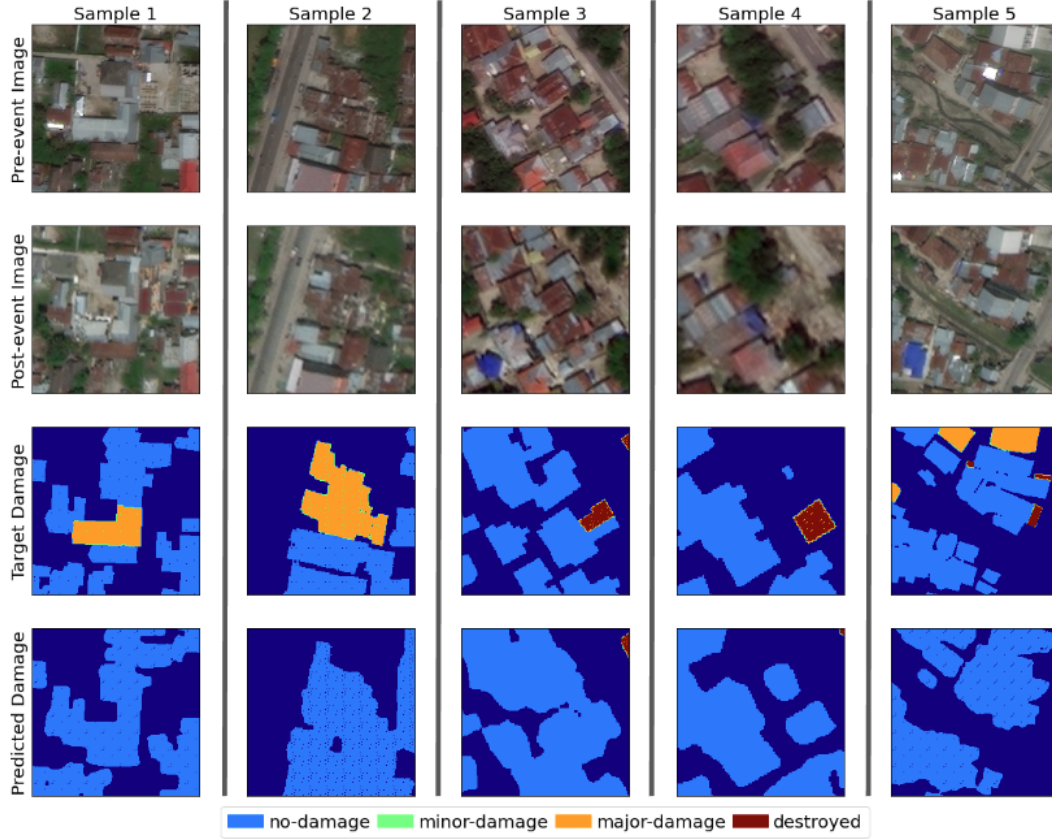 Sample 1 Sample 2 Sample 3 Sample 4 Sample 5
Pre-event Image
Post-event Image
Target Damage
Predicted Damage
no-damage minor-damage major-damage destroyed